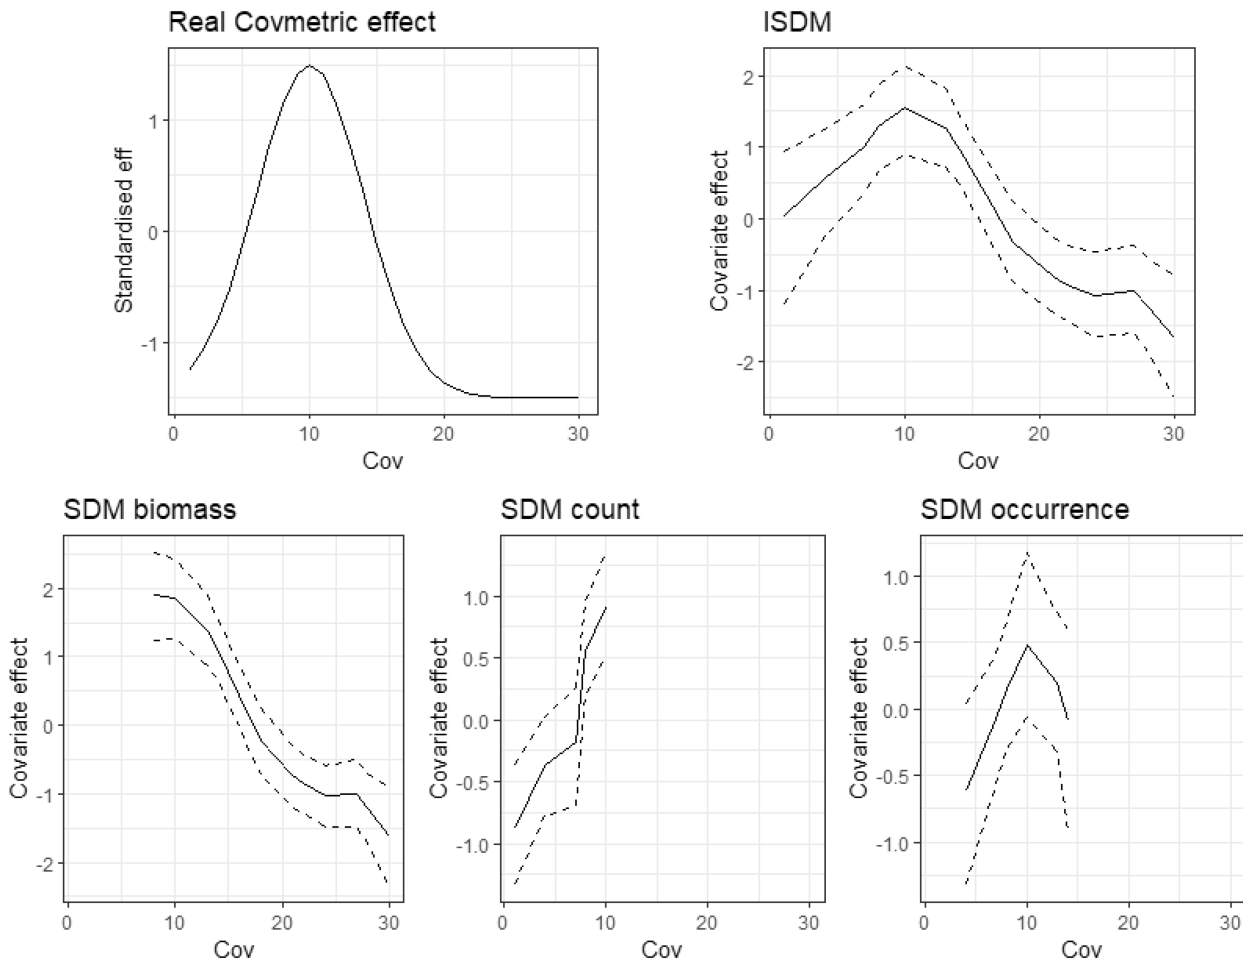 Real Covmetric effect
Standardised eff
1
0
-1
0 10 20 30
Cov
ISDM
Covariate effect
2
1
0
-1
-2
0 10 20 30
Cov
SDM biomass
Covariate effect
2
1
0
-1
-2
0 10 20 30
Cov
SDM count
Covariate effect
1.0
0.5
0.0
-0.5
-1.0
0 10 20 30
Cov
SDM occurrence
Covariate effect
1.0
0.5
0.0
-0.5
-1.0
0 10 20 30
Cov